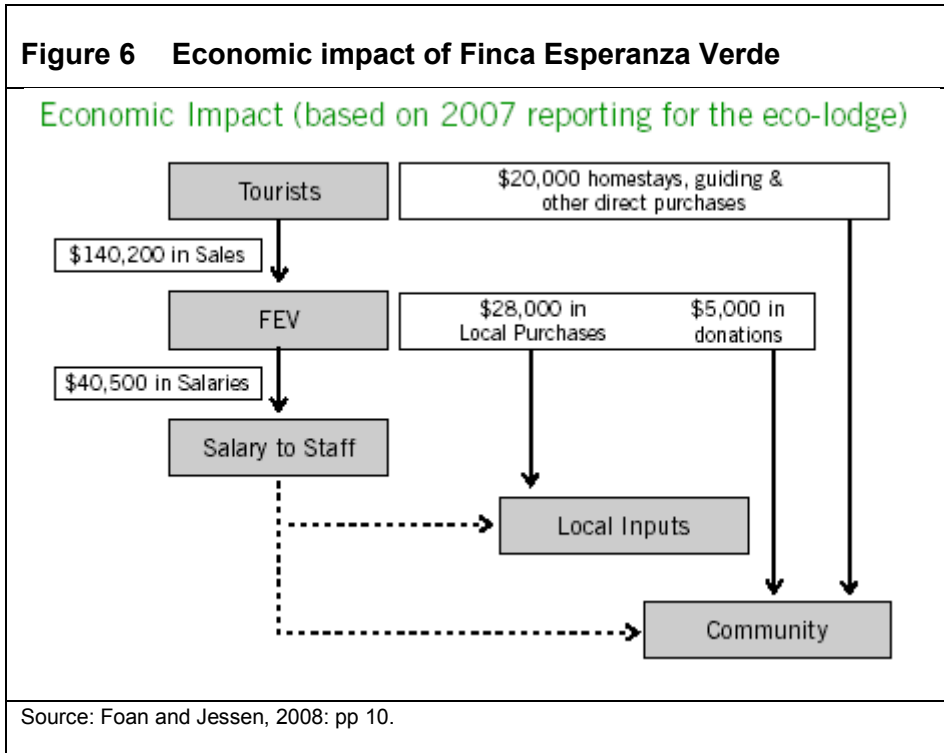 Figure 6 Economic impact of Finca Esperanza Verde
Economic Impact (based on 2007 reporting for the eco-lodge)
Tourists
$20,000 homestays, guiding &
other direct purchases
$140,200 in Sales
FEV
$28,000 in
Local Purchases
$5,000 in
donations
$40,500 in Salaries
Salary to Staff
Local Inputs
Community
Source: Foan and Jessen, 2008: pp 10.